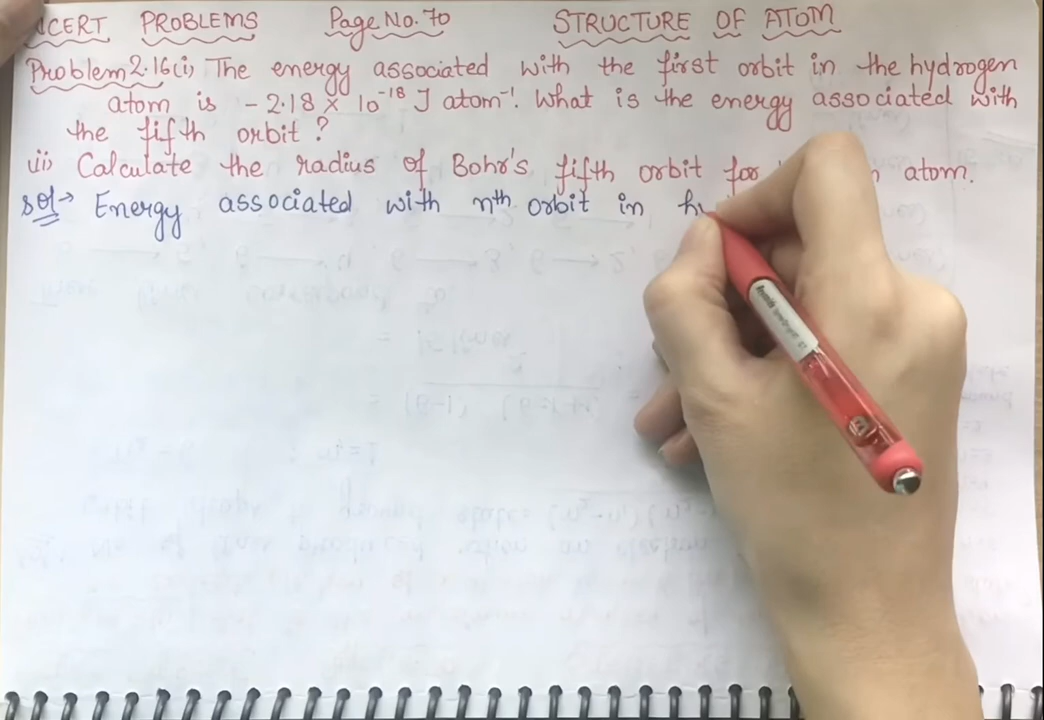 NCERT PROBLEMS Page No. 70 STRUCTURE OF ATOM
Problem 2.16(i) The energy associated with the first orbit in the hydrogen
atom is -2.18 × 10⁻¹⁸ J atom⁻¹. What is the energy associated with
the fifth orbit?
ii) Calculate the radius of Bohr's fifth orbit for atom.
Sol→ Energy associated with nth orbit in hy